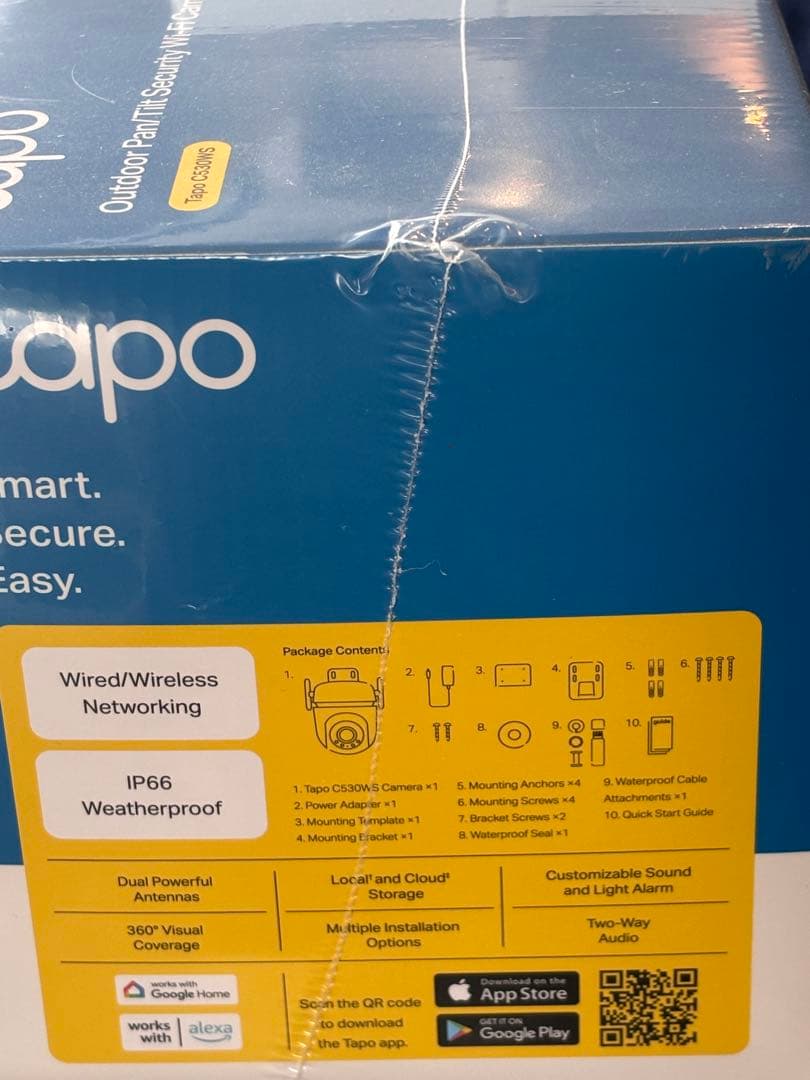 apo
Outdoor Pan/Tilt Security Wi-Fi Cam
Tapo C530WS
tapo
mart.
Secure.
Easy.
Wired/Wireless
Networking
IP66
Weatherproof
Package Contents
1.
2.
3.
4.
5.
6.
7.
8.
9.
10.
guide
1. Tapo C530WS Camera ×1
2. Power Adapter ×1
3. Mounting Template ×1
4. Mounting Bracket ×1
5. Mounting Anchors ×4
6. Mounting Screws ×4
7. Bracket Screws ×2
8. Waterproof Seal ×1
9. Waterproof Cable
Attachments ×1
10. Quick Start Guide
Dual Powerful
Antennas
Local† and Cloud‡
Storage
Customizable Sound
and Light Alarm
360° Visual
Coverage
Multiple Installation
Options
Two-Way
Audio
works with
Google Home
works
with
alexa
Scan the QR code
to download
the Tapo app.
Download on the
App Store
GET IT ON
Google Play